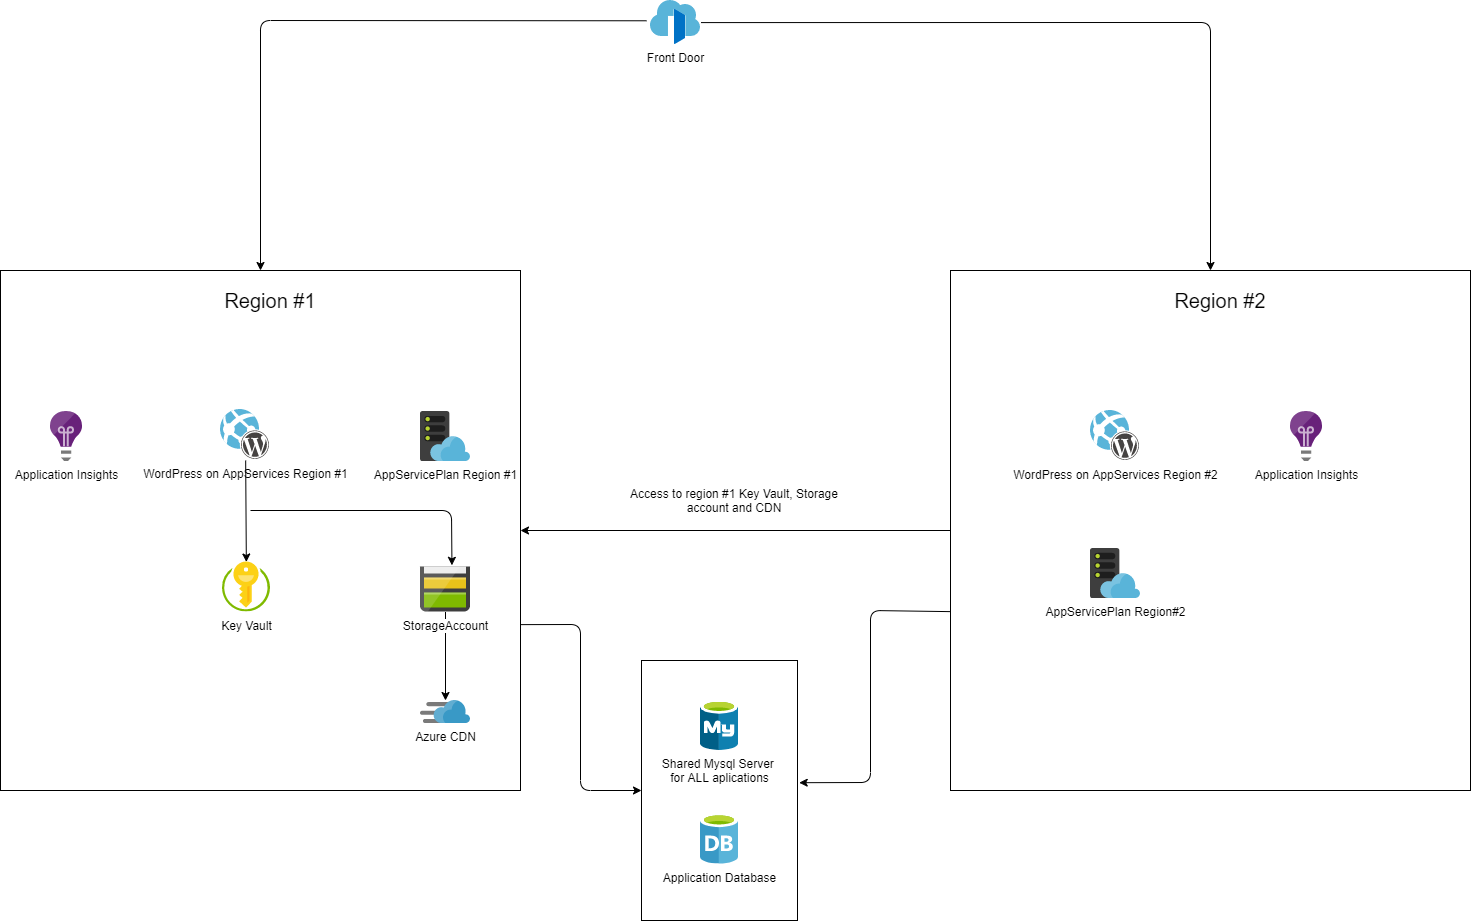 Front Door
Region #1
Region #2
Application Insights
WordPress on AppServices Region #1
AppServicePlan Region #1
WordPress on AppServices Region #2
Application Insights
Access to region #1 Key Vault, Storage
account and CDN
AppServicePlan Region#2
Key Vault
StorageAccount
Azure CDN
My
Shared Mysql Server
for ALL aplications
DB
Application Database